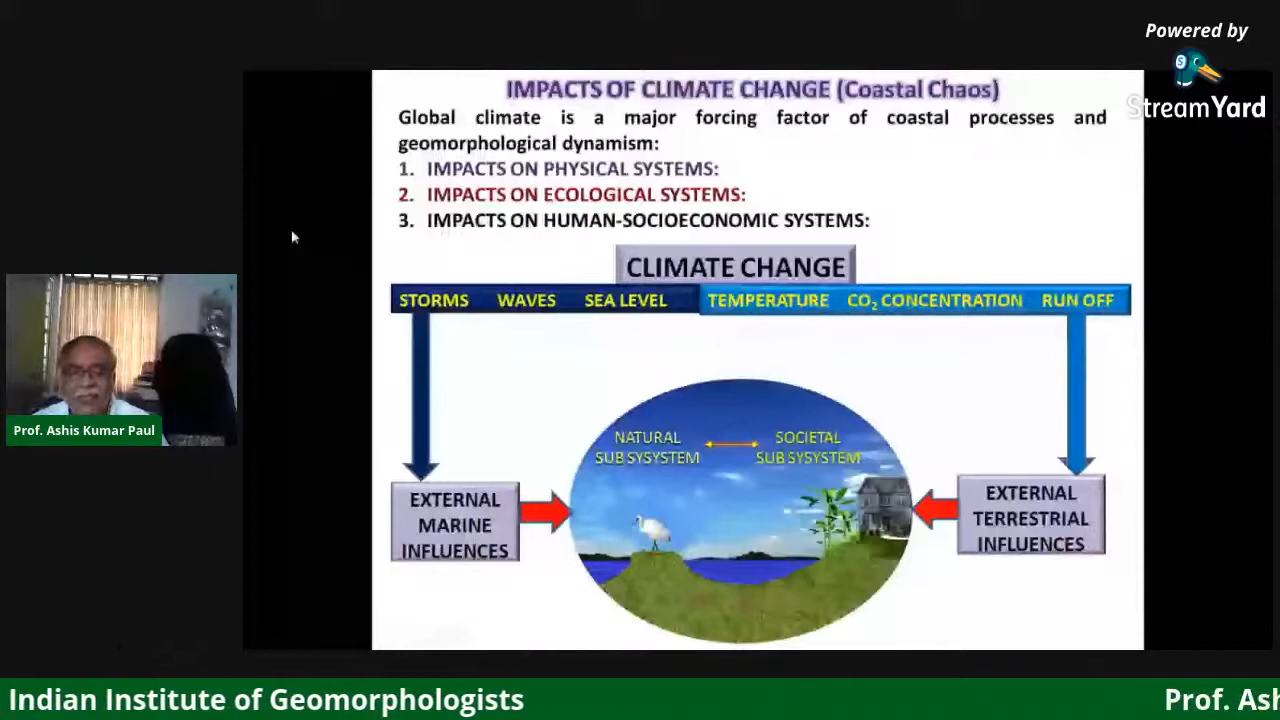 Powered by
StreamYard
IMPACTS OF CLIMATE CHANGE (Coastal Chaos)
Global climate is a major forcing factor of coastal processes and
geomorphological dynamism:
1. IMPACTS ON PHYSICAL SYSTEMS:
2. IMPACTS ON ECOLOGICAL SYSTEMS:
3. IMPACTS ON HUMAN-SOCIOECONOMIC SYSTEMS:
CLIMATE CHANGE
STORMS WAVES SEA LEVEL TEMPERATURE CO₂ CONCENTRATION RUN OFF
NATURAL
SUB SYSYSTEM
SOCIETAL
SUB SYSYSTEM
EXTERNAL
MARINE
INFLUENCES
EXTERNAL
TERRESTRIAL
INFLUENCES
Prof. Ashis Kumar Paul
Indian Institute of Geomorphologists
Prof. Ash